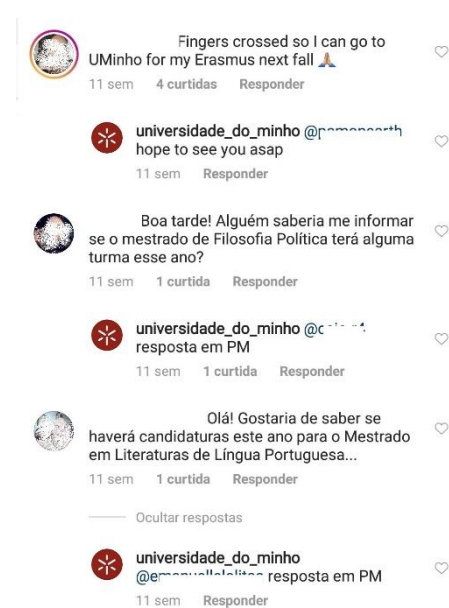 Fingers crossed so I can go to
UMinho for my Erasmus next fall 🙏🏽
11 sem 4 curtidas Responder
universidade_do_minho
hope to see you asap
11 sem Responder
Boa tarde! Alguém saberia me informar
se o mestrado de Filosofia Política terá alguma
turma esse ano?
11 sem 1 curtida Responder
universidade_do_minho
resposta em PM
11 sem 1 curtida Responder
Olá! Gostaria de saber se
haverá candidaturas este ano para o Mestrado
em Literaturas de Língua Portuguesa...
11 sem 1 curtida Responder
Ocultar respostas
universidade_do_minho
resposta em PM
11 sem Responder